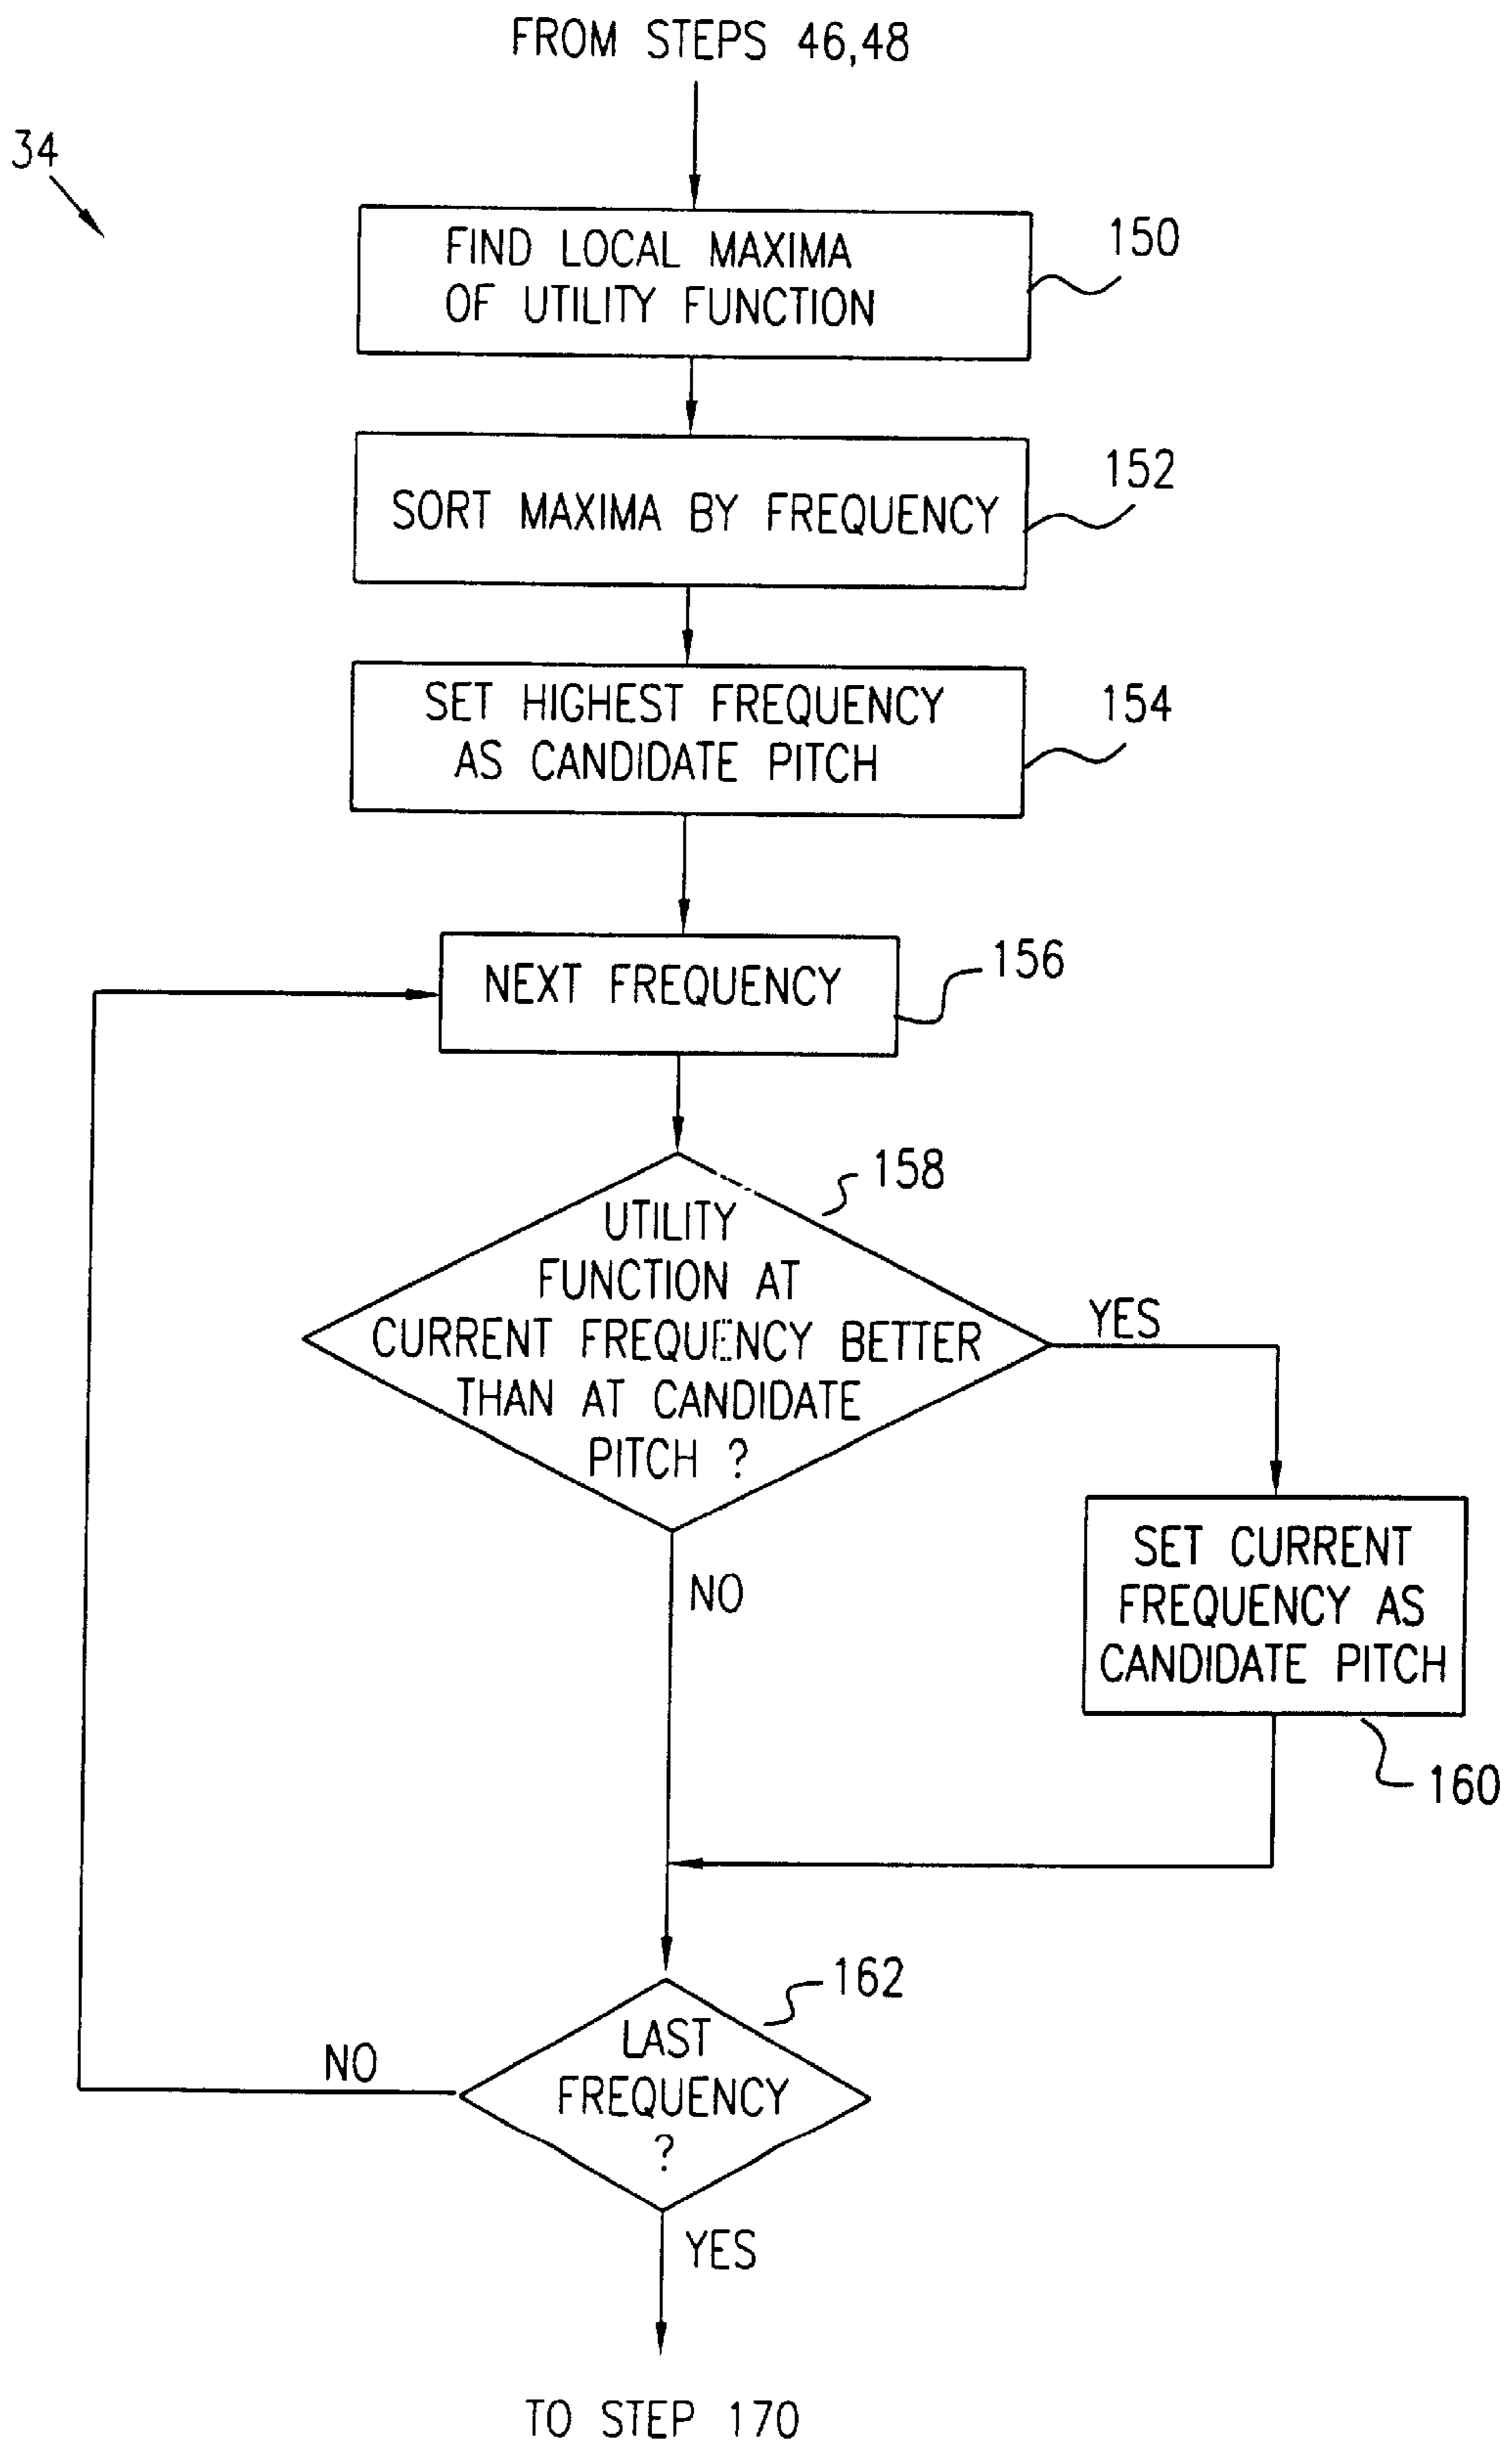 FROM STEPS 46,48
34
FIND LOCAL MAXIMA
OF UTILITY FUNCTION
150
SORT MAXIMA BY FREQUENCY
152
SET HIGHEST FREQUENCY
AS CANDIDATE PITCH
154
NEXT FREQUENCY
156
158
UTILITY
FUNCTION AT
CURRENT FREQUENCY BETTER
THAN AT CANDIDATE
PITCH ?
YES
NO
SET CURRENT
FREQUENCY AS
CANDIDATE PITCH
160
162
LAST
FREQUENCY
?
NO
YES
TO STEP 170